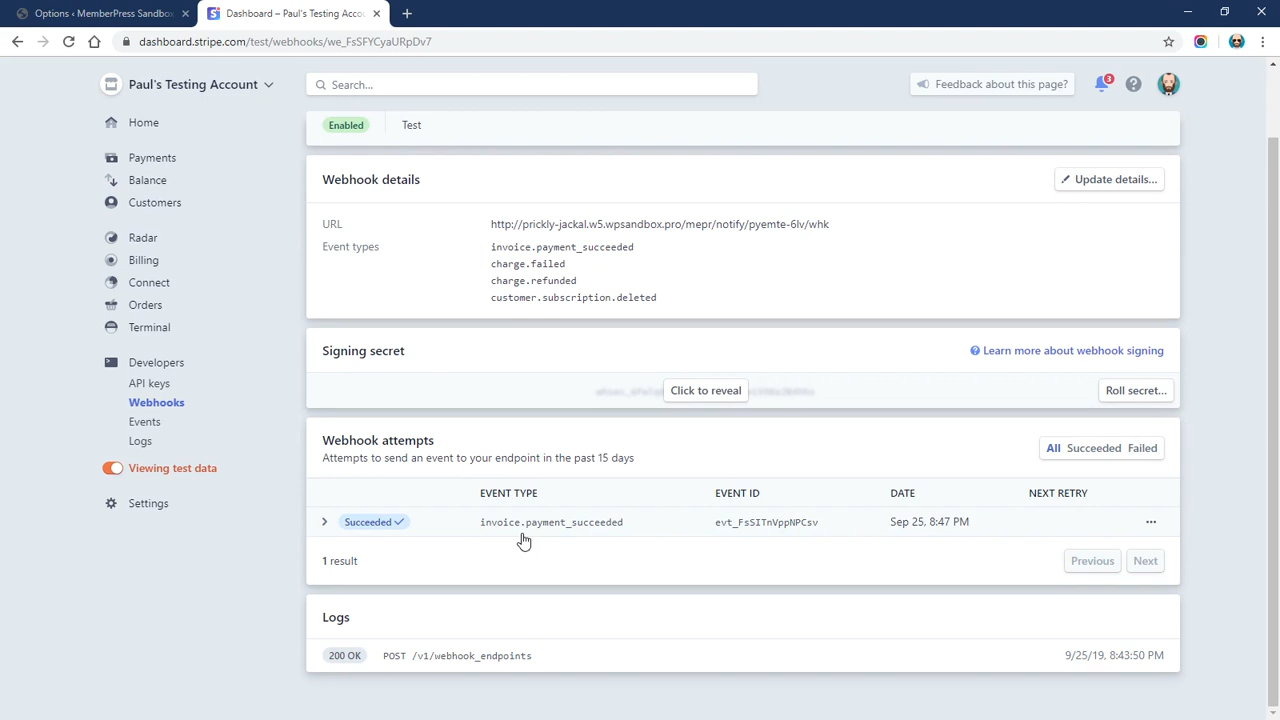 Options ‹ MemberPress Sandbox
Dashboard – Paul's Testing Acco
dashboard.stripe.com/test/webhooks/we_FsSFYCyaURpDv7
Paul's Testing Account
Search...
Feedback about this page?
3
Enabled
Test
Home
Payments
Balance
Customers
Radar
Billing
Connect
Orders
Terminal
Developers
API keys
Webhooks
Events
Logs
Viewing test data
Settings
Webhook details
Update details...
URL
http://prickly-jackal.w5.wpsandbox.pro/mepr/notify/pyemte-6lv/whk
Event types
invoice.payment_succeeded
charge.failed
charge.refunded
customer.subscription.deleted
Signing secret
Learn more about webhook signing
Click to reveal
Roll secret...
Webhook attempts
All Succeeded Failed
Attempts to send an event to your endpoint in the past 15 days
EVENT TYPE EVENT ID DATE NEXT RETRY
Succeeded invoice.payment_succeeded evt_FsSITnVppNPCsv Sep 25, 8:47 PM
1 result
Previous
Next
Logs
200 OK POST /v1/webhook_endpoints 9/25/19, 8:43:50 PM